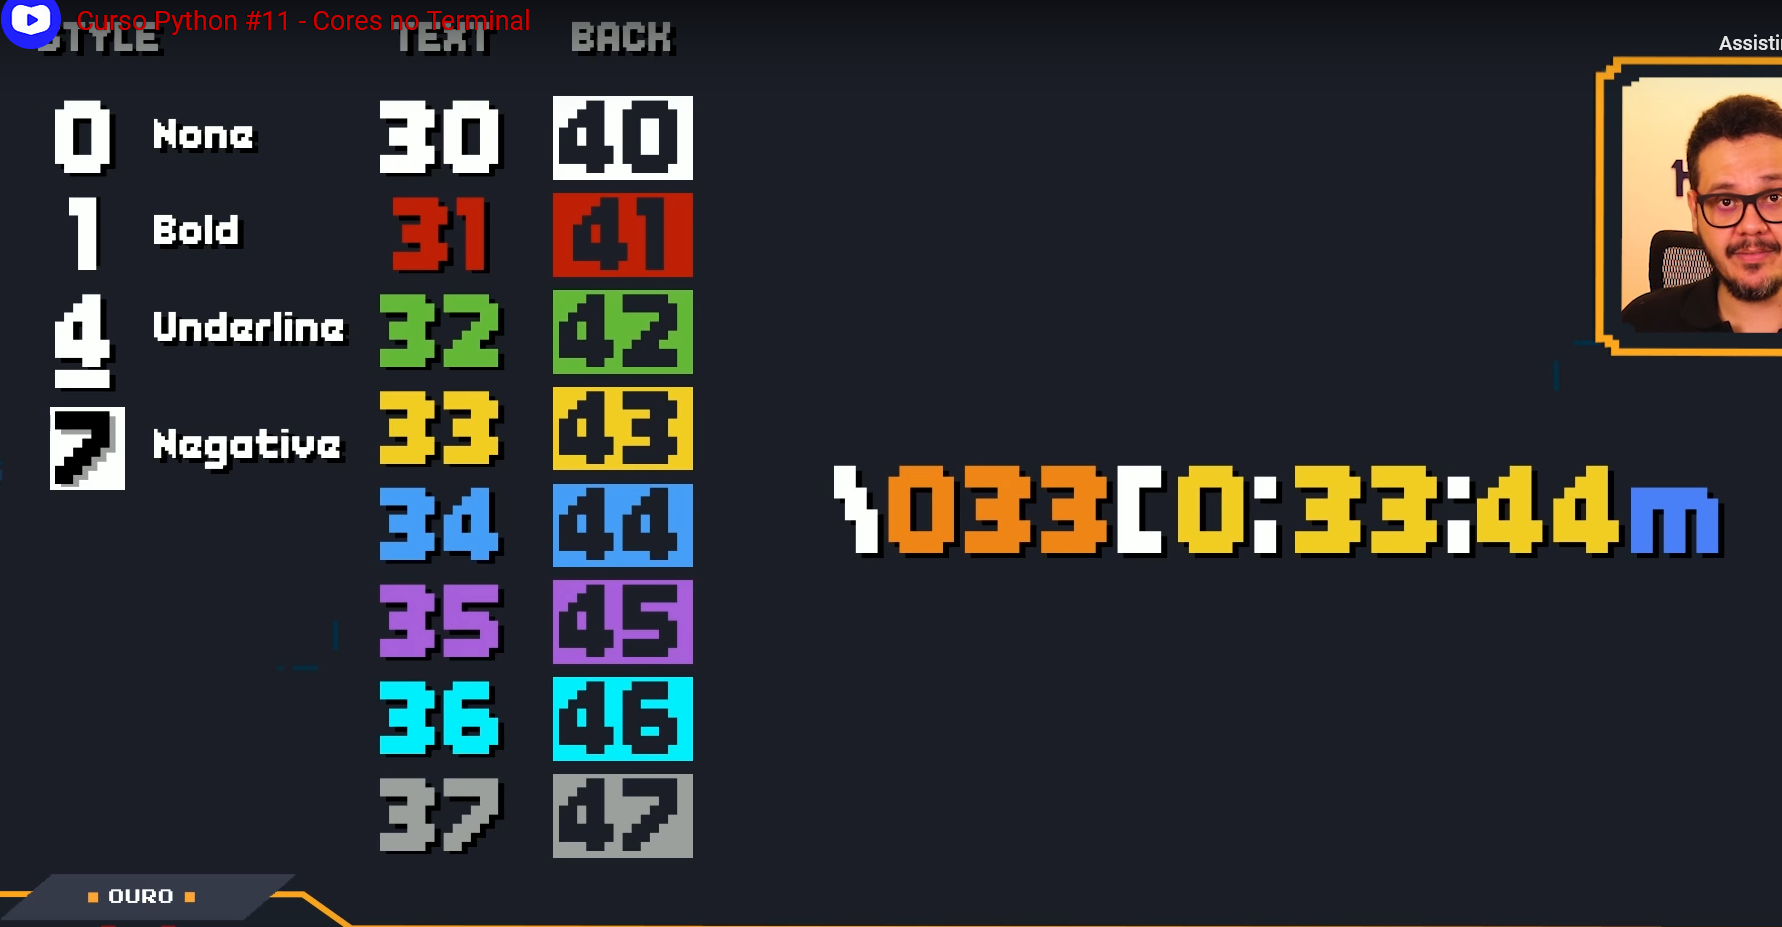 Curso Python #11 - Cores no Terminal
Assisti
STYLE TEXT BACK
0 None 30 40
1 Bold 31 41
4 Underline 32 42
7 Negative 33 43
34 44
\033[0;33;44m
35 45
36 46
37 47
OURO